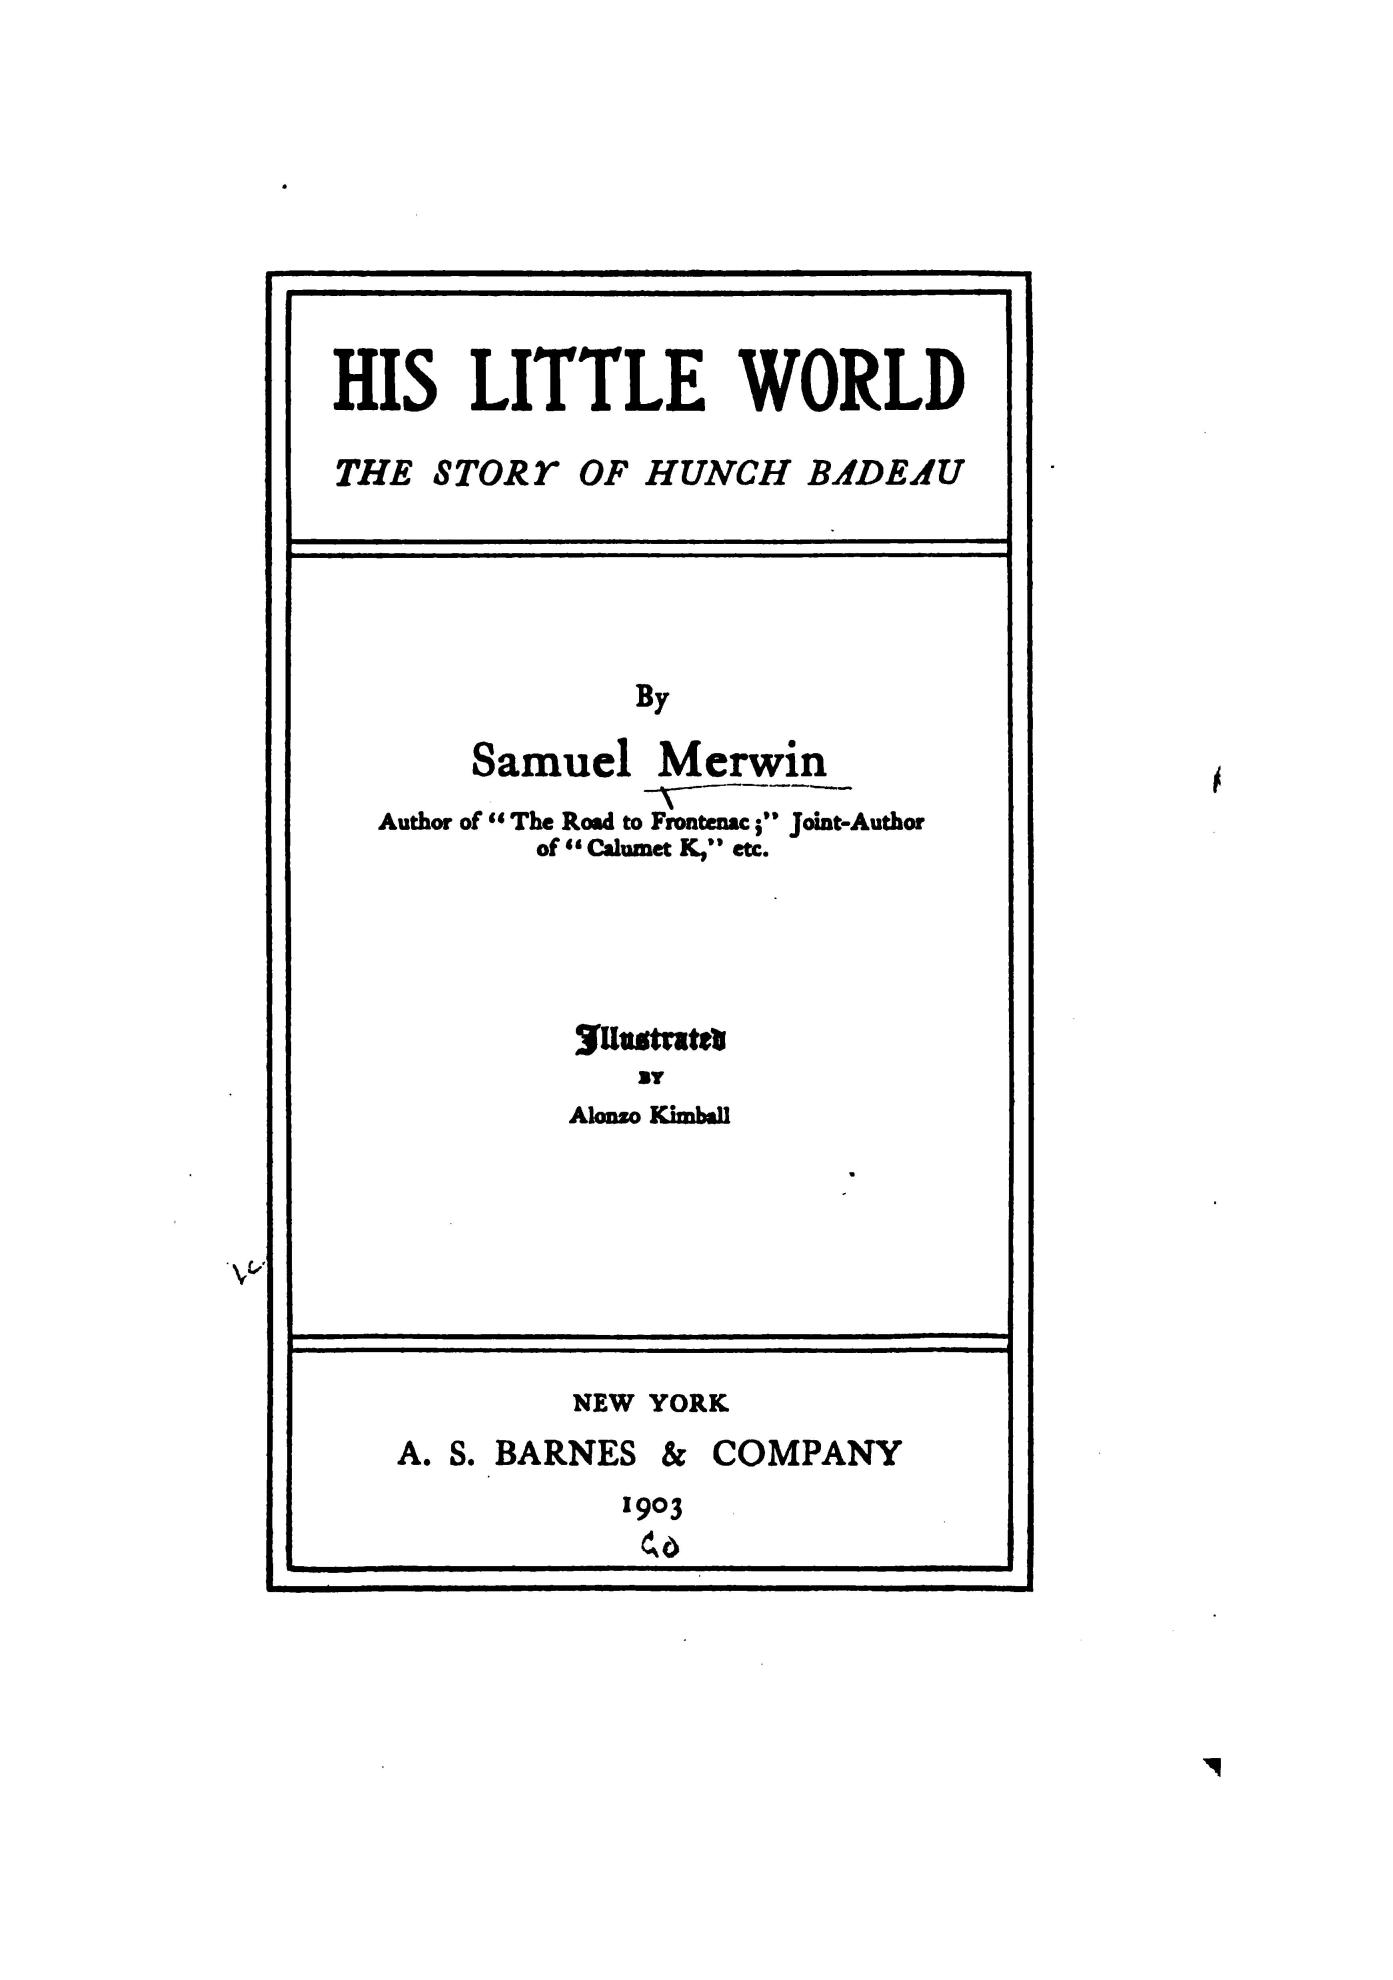 HIS LITTLE WORLD
THE STORY OF HUNCH BADEAU
By
Samuel Merwin
Author of “The Road to Frontenac;” Joint-Author
of “Calumet K,” etc.
Illustrated
BY
Alonzo Kimball
NEW YORK
A. S. BARNES & COMPANY
1903